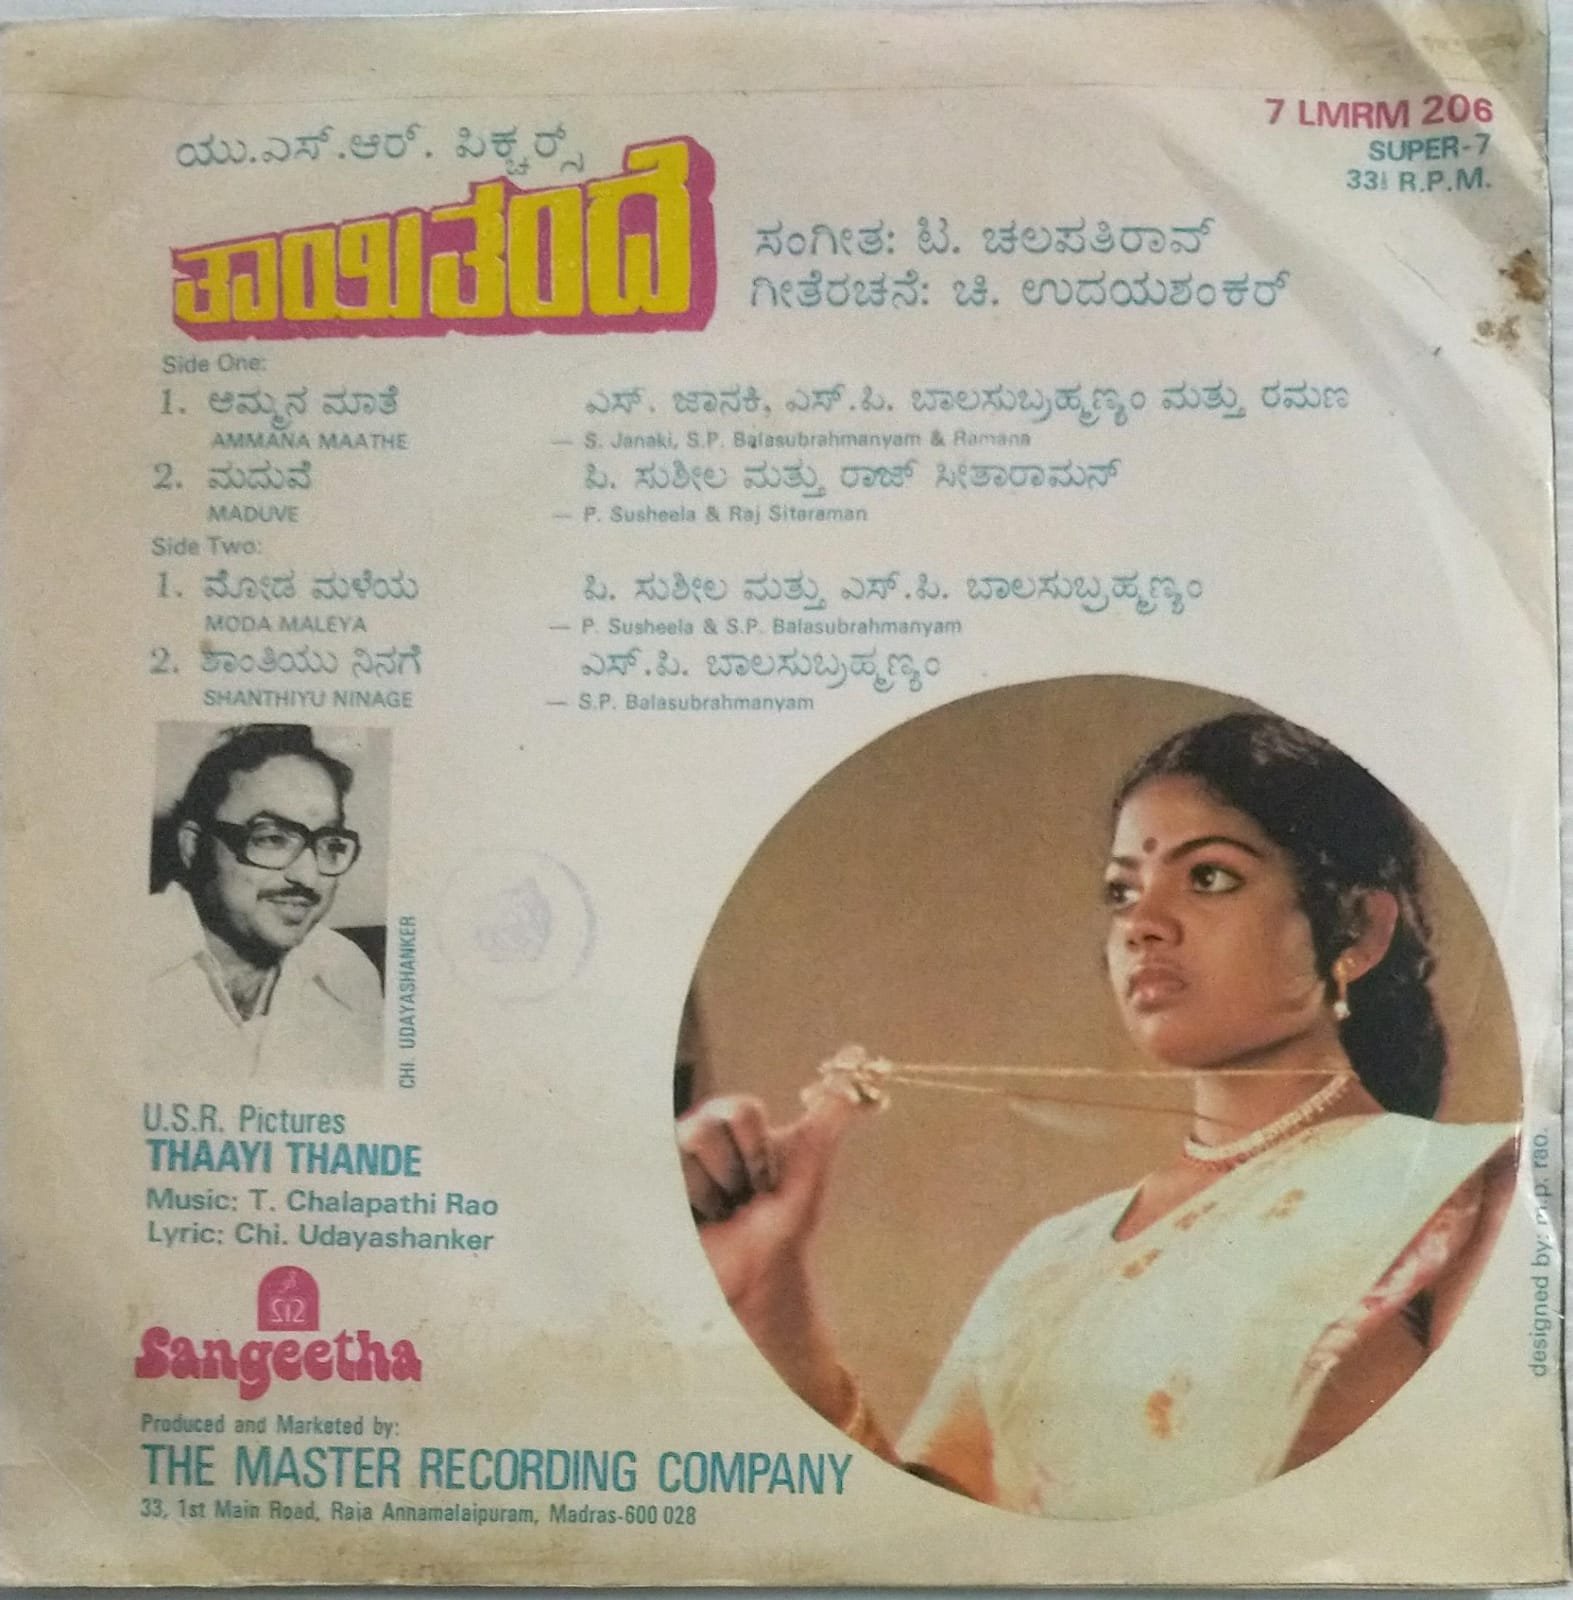 7 LMRM 206
SUPER-7
33⅓ R.P.M.
ಯು.ಎಸ್.ಆರ್. ಪಿಕ್ಚರ್ಸ್
ತಾಯಿತಂದೆ
ಸಂಗೀತ: ಟಿ. ಚಲಪತಿರಾವ್
ಗೀತೆರಚನೆ: ಚಿ. ಉದಯಶಂಕರ್
Side One:
1. ಅಮ್ಮನ ಮಾತೆ ಎಸ್. ಜಾನಕಿ, ಎಸ್.ಪಿ. ಬಾಲಸುಬ್ರಹ್ಮಣ್ಯಂ ಮತ್ತು ರಮಣ
AMMANA MAATHE — S. Janaki, S.P. Balasubrahmanyam & Ramana
2. ಮದುವೆ ಪಿ. ಸುಶೀಲ ಮತ್ತು ರಾಜ್ ಸೀತಾರಾಮನ್
MADUVE — P. Susheela & Raj Sitaraman
Side Two:
1. ಮೋಡ ಮಳೆಯ ಪಿ. ಸುಶೀಲ ಮತ್ತು ಎಸ್.ಪಿ. ಬಾಲಸುಬ್ರಹ್ಮಣ್ಯಂ
MODA MALEYA — P. Susheela & S.P. Balasubrahmanyam
2. ಶಾಂತಿಯು ನಿನಗೆ ಎಸ್.ಪಿ. ಬಾಲಸುಬ್ರಹ್ಮಣ್ಯಂ
SHANTHIYU NINAGE — S.P. Balasubrahmanyam
CHI. UDAYASHANKER
U.S.R. Pictures
THAAYI THANDE
Music: T. Chalapathi Rao
Lyric: Chi. Udayashanker
Sangeetha
Produced and Marketed by:
THE MASTER RECORDING COMPANY
33, 1st Main Road, Raja Annamalaipuram, Madras-600 028
designed by: m.p. rao.